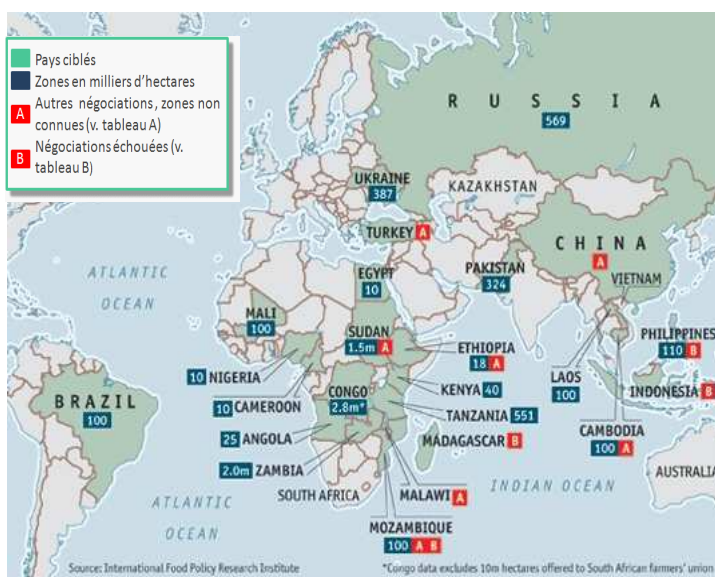 Pays ciblés
Zones en milliers d'hectares
A Autres négociations, zones non
connues (v. tableau A)
B Négociations échouées (v.
tableau B)
R U S S I A
569
UKRAINE
387
KAZAKHSTAN
TURKEY A
CHINA
A
ATLANTIC
OCEAN
EGYPT
10
PAKISTAN
324
VIETNAM
MALI
100
SUDAN
1.5m A
ETHIOPIA
18 A
PHILIPPINES
110 B
10 NIGERIA
KENYA 40
LAOS
100
INDONESIA B
BRAZIL
100
10 CAMEROON
CONGO
2.8m*
TANZANIA 551
25 ANGOLA
MADAGASCAR B
CAMBODIA
100 A
2.0m ZAMBIA
AUSTRALIA
SOUTH AFRICA
MALAWI A
INDIAN OCEAN
ATLANTIC
OCEAN
MOZAMBIQUE
100 A B
Source: International Food Policy Research Institute
*Congo data excludes 10m hectares offered to South African farmers' union